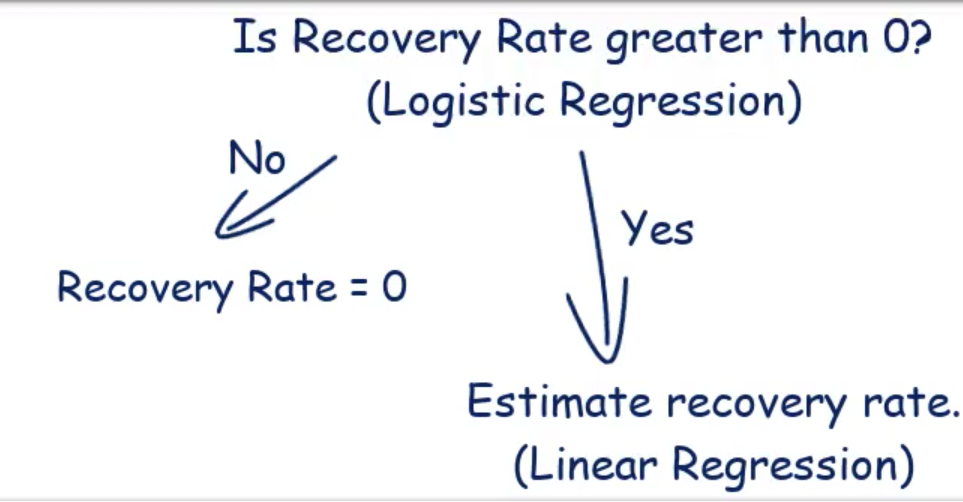 Is Recovery Rate greater than 0?
(Logistic Regression)
No
Yes
Recovery Rate = 0
Estimate recovery rate.
(Linear Regression)